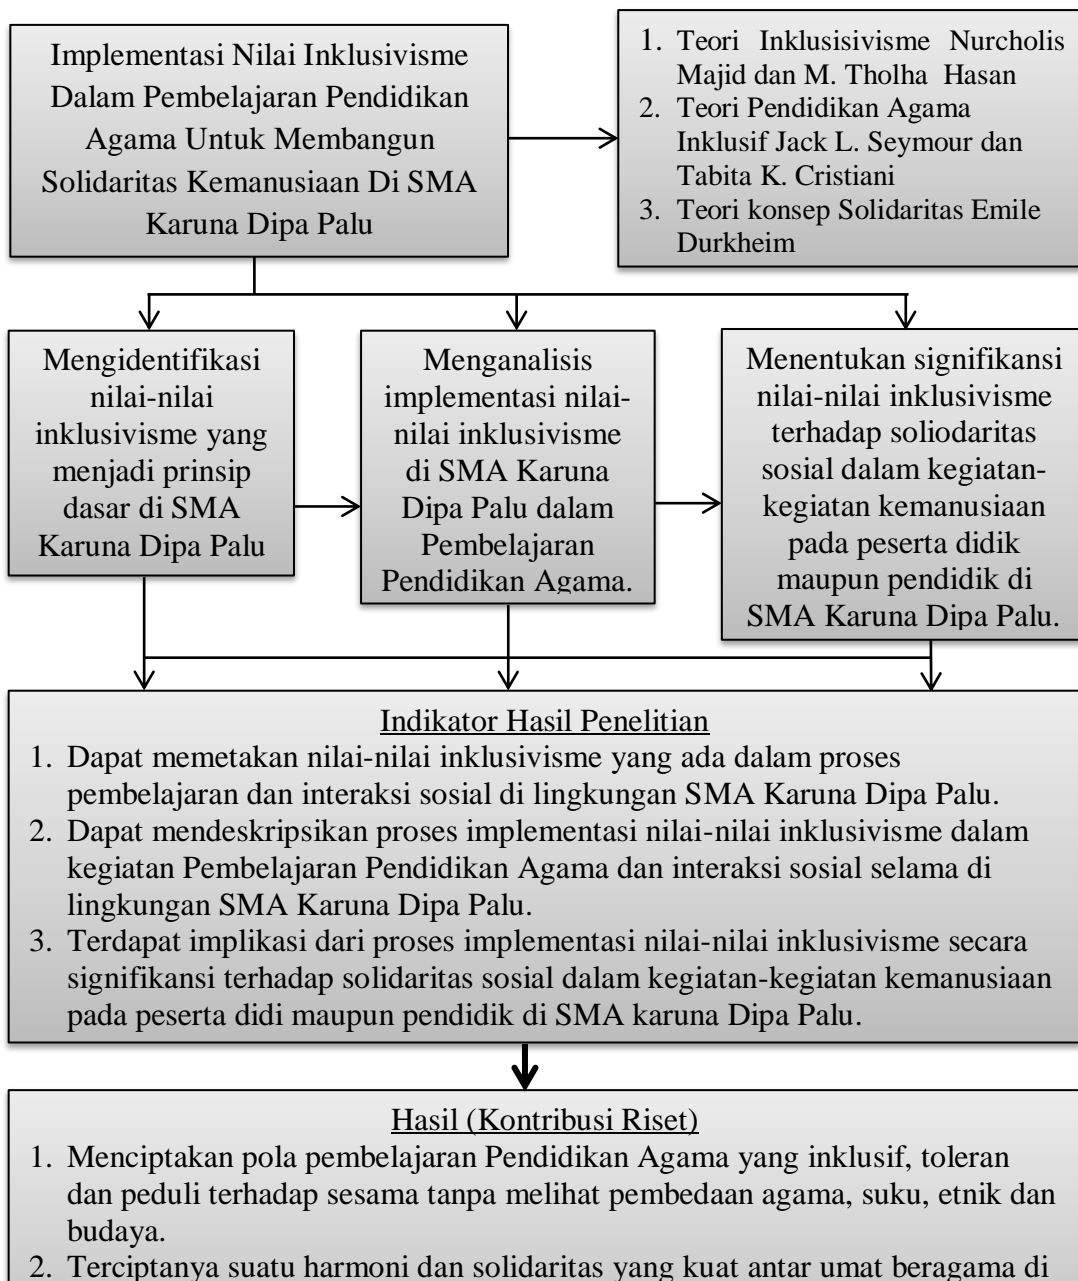 Implementasi Nilai Inklusivisme
Dalam Pembelajaran Pendidikan
Agama Untuk Membangun
Solidaritas Kemanusiaan Di SMA
Karuna Dipa Palu
1. Teori Inklusisivisme Nurcholis
Majid dan M. Tholha Hasan
2. Teori Pendidikan Agama
Inklusif Jack L. Seymour dan
Tabita K. Cristiani
3. Teori konsep Solidaritas Emile
Durkheim
Mengidentifikasi
nilai-nilai
inklusivisme yang
menjadi prinsip
dasar di SMA
Karuna Dipa Palu
Menganalisis
implementasi nilai-
nilai inklusivisme
di SMA Karuna
Dipa Palu dalam
Pembelajaran
Pendidikan Agama.
Menentukan signifikansi
nilai-nilai inklusivisme
terhadap soliodaritas
sosial dalam kegiatan-
kegiatan kemanusiaan
pada peserta didik
maupun pendidik di
SMA Karuna Dipa Palu.
Indikator Hasil Penelitian
1. Dapat memetakan nilai-nilai inklusivisme yang ada dalam proses
pembelajaran dan interaksi sosial di lingkungan SMA Karuna Dipa Palu.
2. Dapat mendeskripsikan proses implementasi nilai-nilai inklusivisme dalam
kegiatan Pembelajaran Pendidikan Agama dan interaksi sosial selama di
lingkungan SMA Karuna Dipa Palu.
3. Terdapat implikasi dari proses implementasi nilai-nilai inklusivisme secara
signifikansi terhadap solidaritas sosial dalam kegiatan-kegiatan kemanusiaan
pada peserta didi maupun pendidik di SMA karuna Dipa Palu.
Hasil (Kontribusi Riset)
1. Menciptakan pola pembelajaran Pendidikan Agama yang inklusif, toleran
dan peduli terhadap sesama tanpa melihat pembedaan agama, suku, etnik dan
budaya.
2. Terciptanya suatu harmoni dan solidaritas yang kuat antar umat beragama di